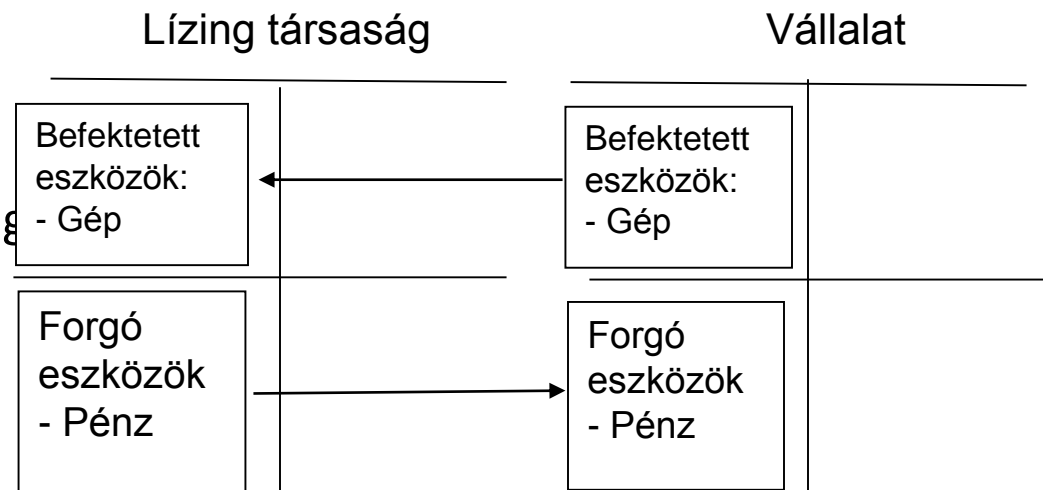 Lízing társaság
Vállalat
Befektetett
eszközök:
- Gép
Befektetett
eszközök:
- Gép
Forgó
eszközök
- Pénz
Forgó
eszközök
- Pénz